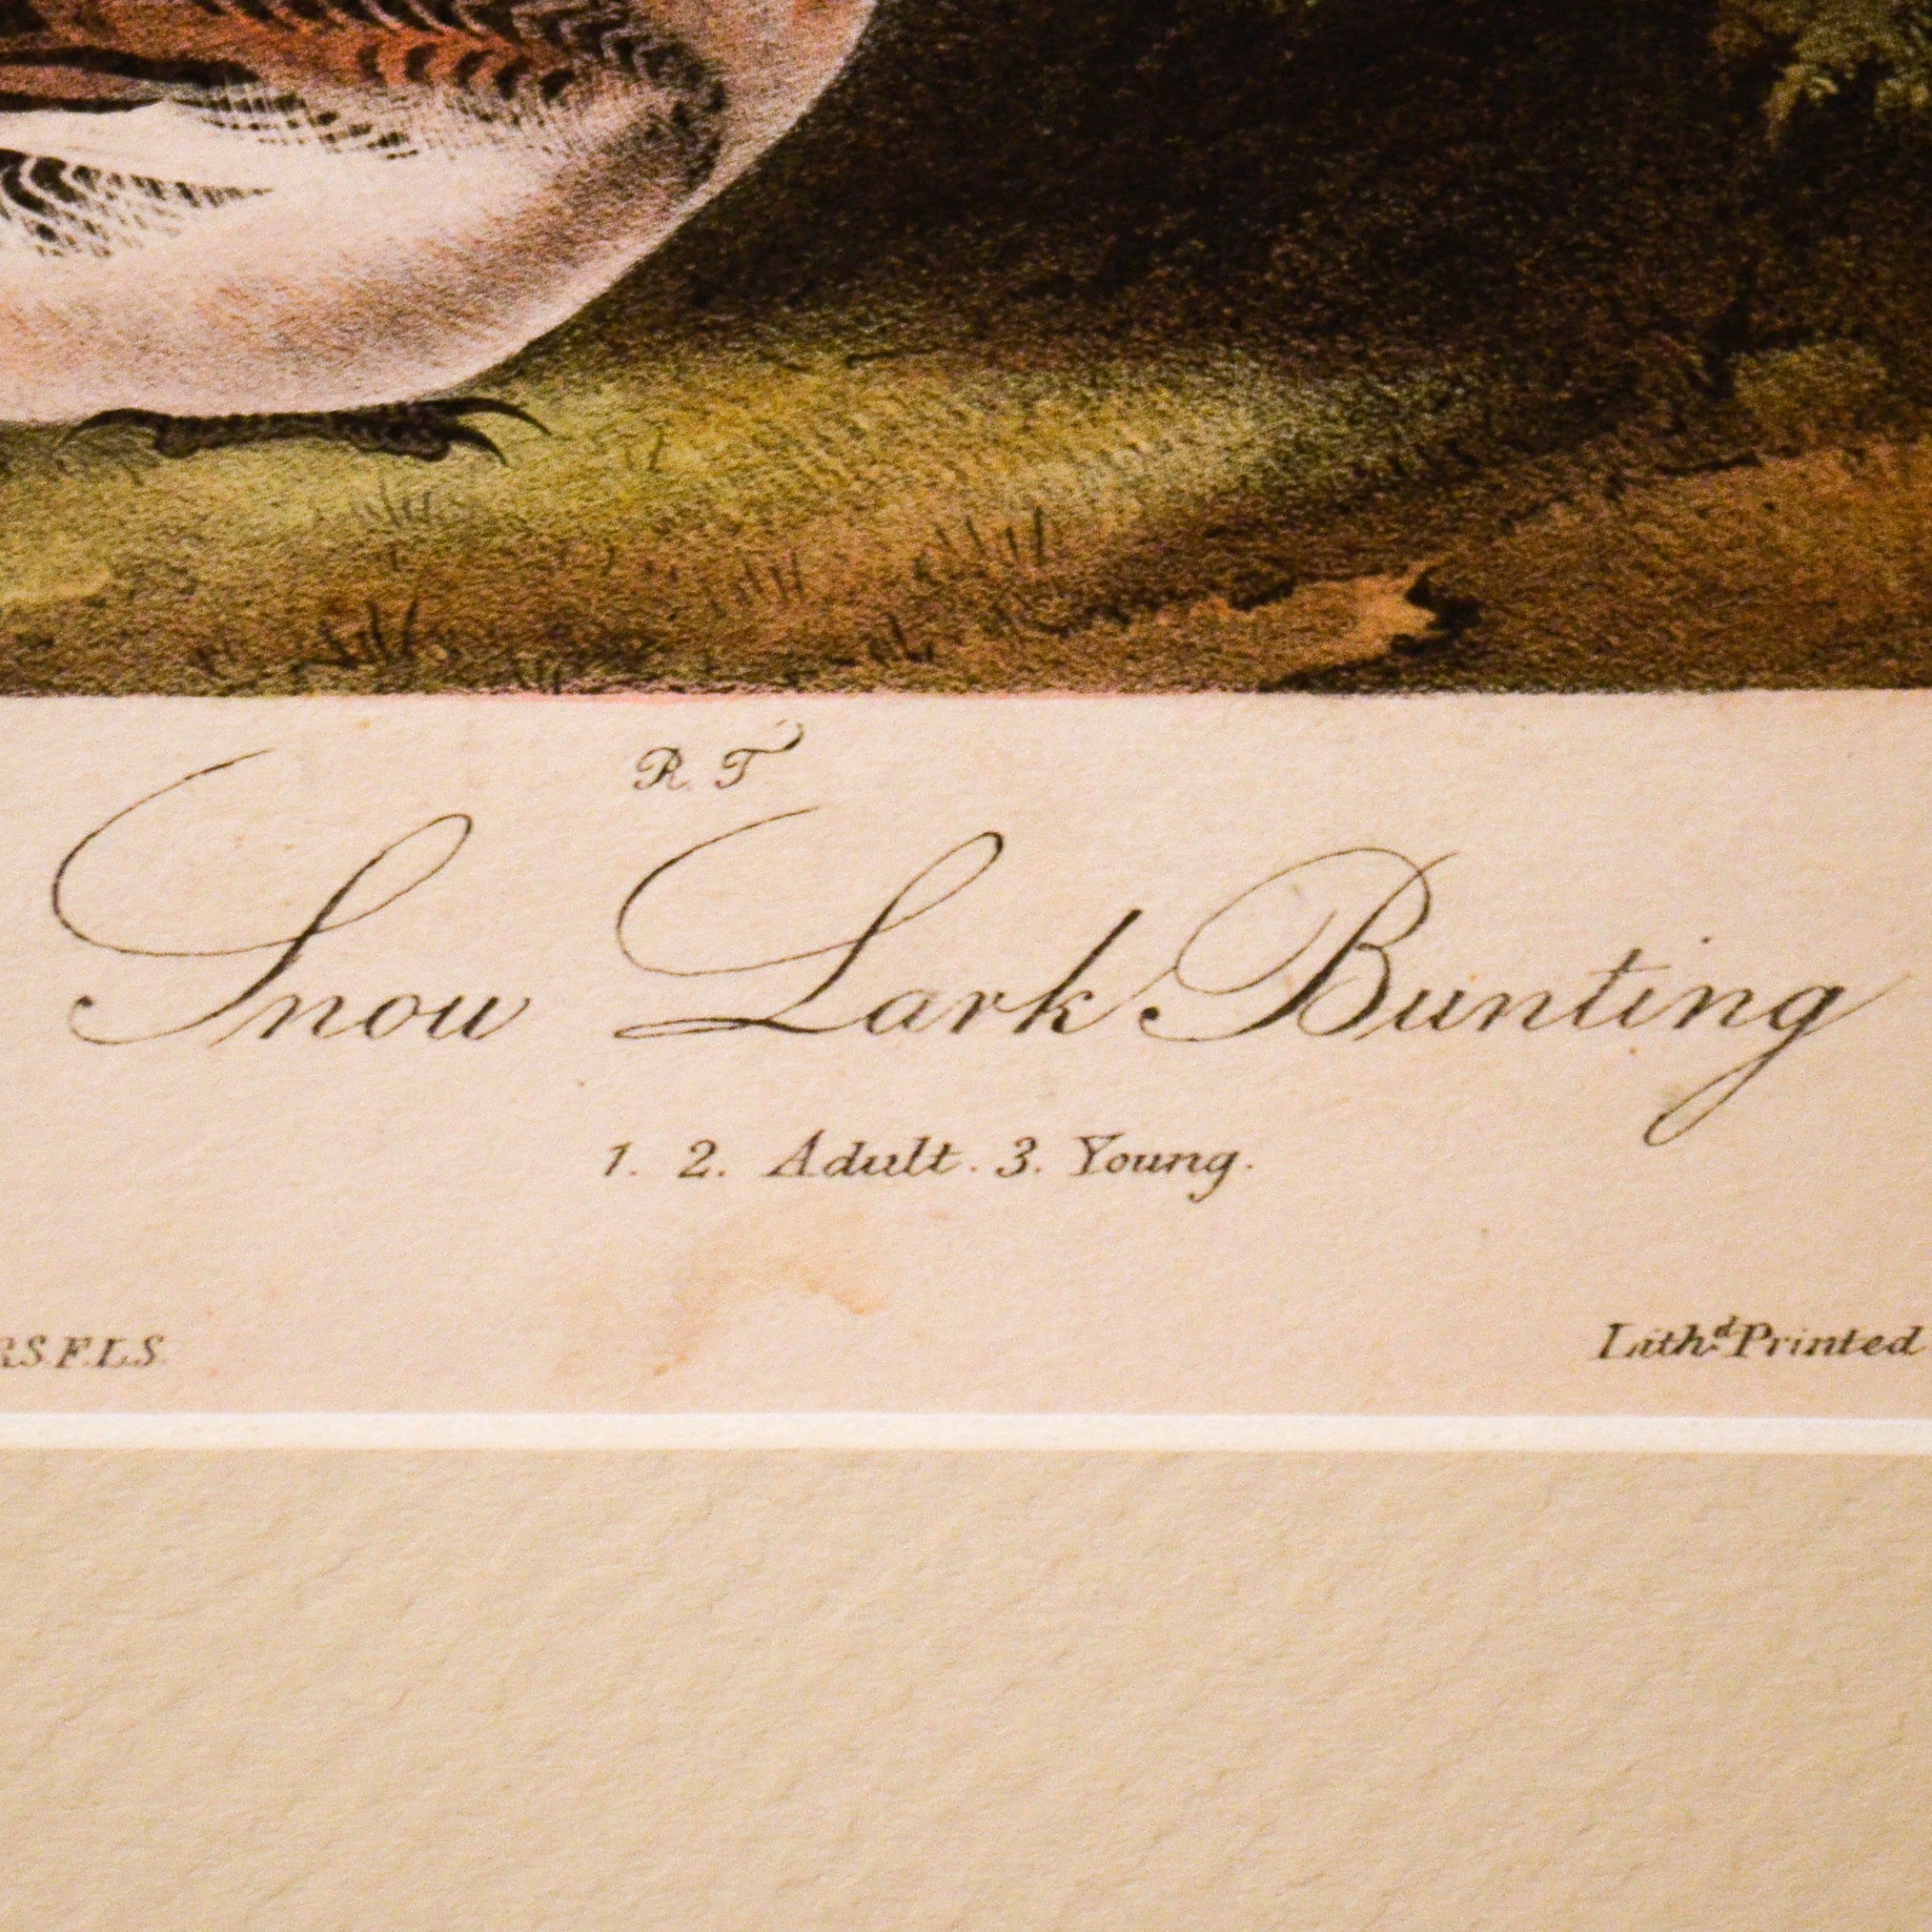 R. T
Snow Lark Bunting
1. 2. Adult. 3. Young.
R.S.F.L.S. Lith.d Printed